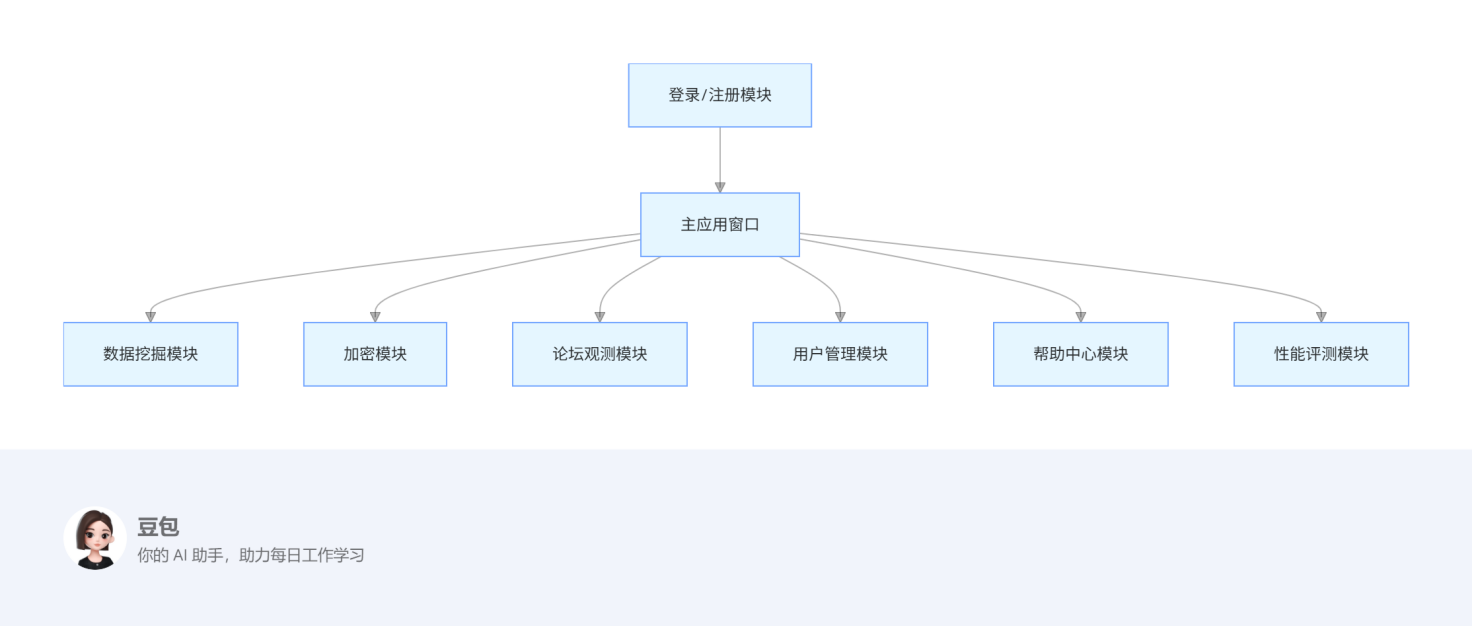 登录/注册模块
主应用窗口
数据挖掘模块
加密模块
论坛观测模块
用户管理模块
帮助中心模块
性能评测模块
豆包
你的 AI 助手，助力每日工作学习